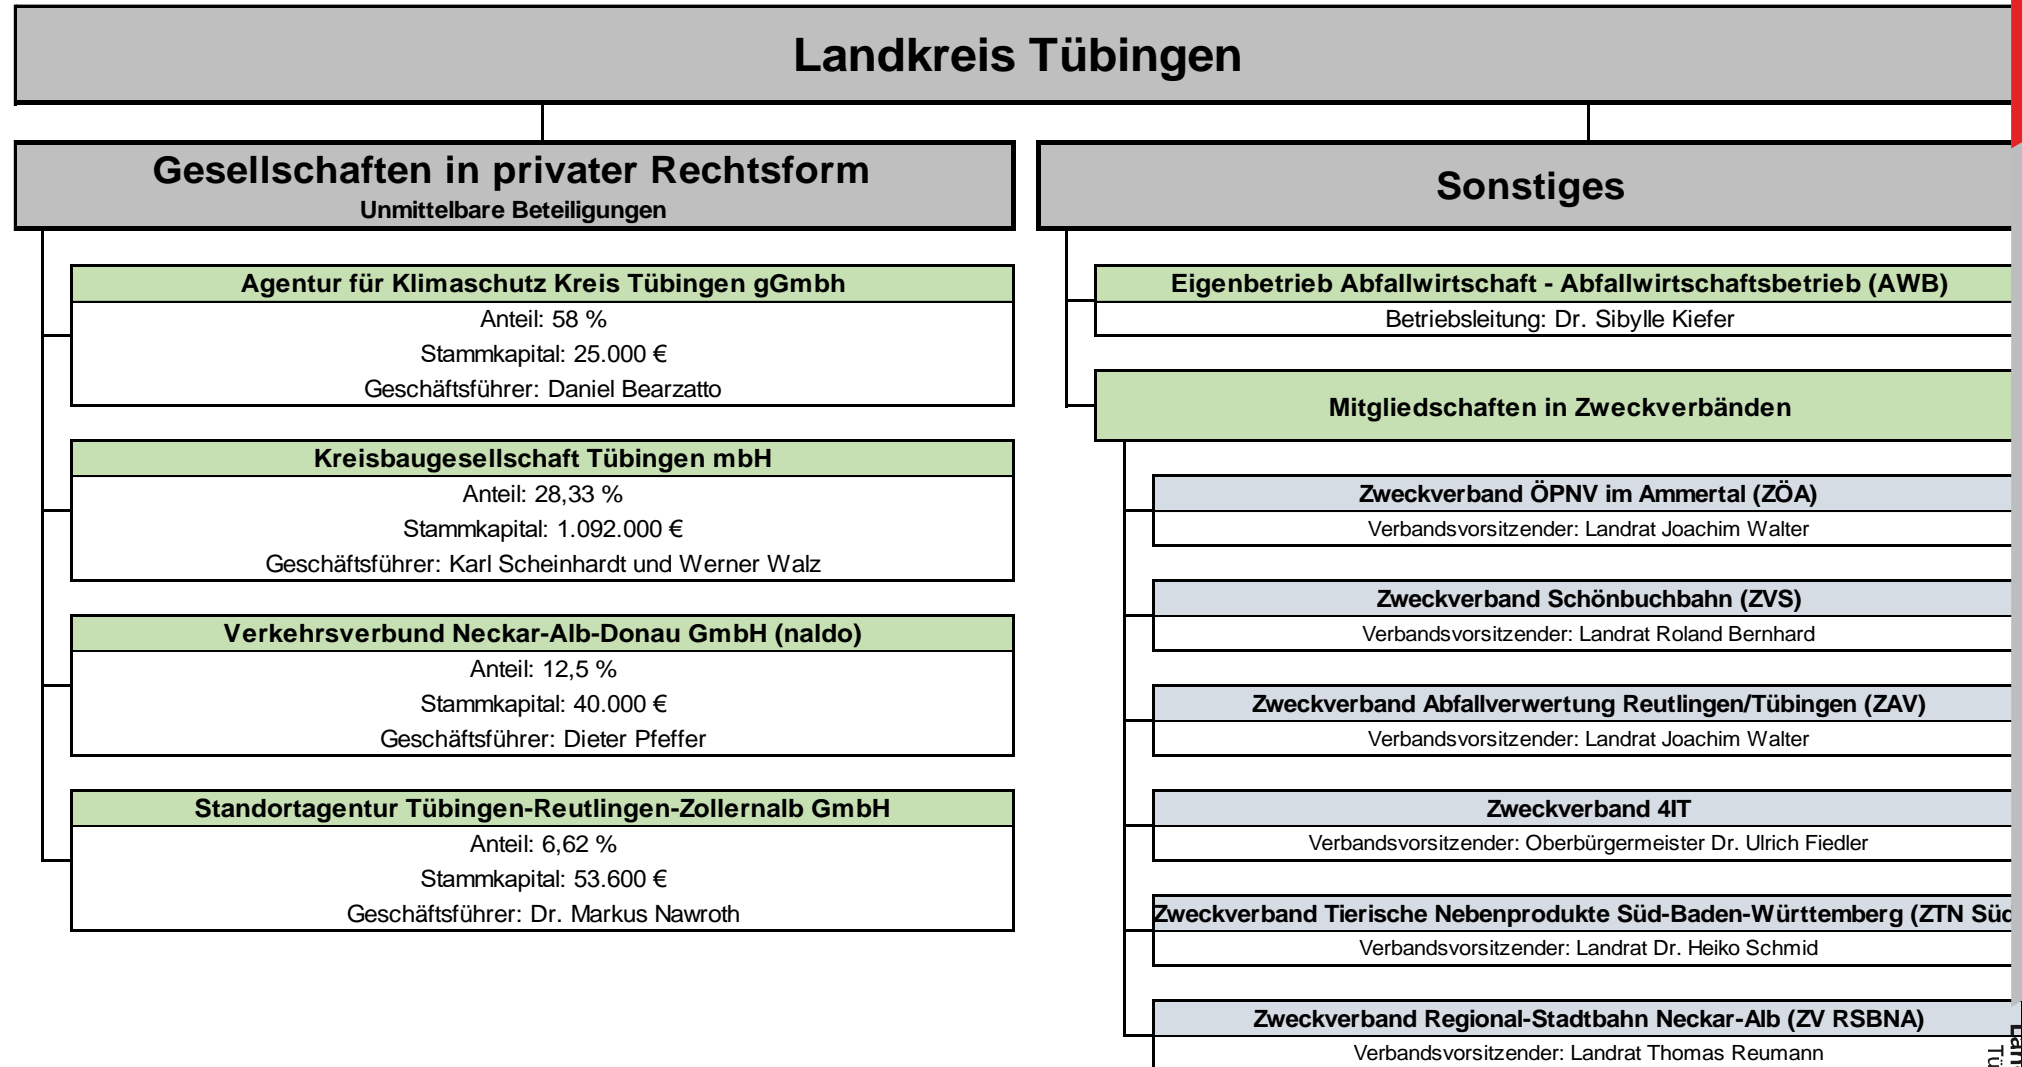 Landkreis Tübingen
Gesellschaften in privater Rechtsform
Unmittelbare Beteiligungen
Agentur für Klimaschutz Kreis Tübingen gGmbh
Anteil: 58 %
Stammkapital: 25.000 €
Geschäftsführer: Daniel Bearzatto
Kreisbaugesellschaft Tübingen mbH
Anteil: 28,33 %
Stammkapital: 1.092.000 €
Geschäftsführer: Karl Scheinhardt und Werner Walz
Verkehrsverbund Neckar-Alb-Donau GmbH (naldo)
Anteil: 12,5 %
Stammkapital: 40.000 €
Geschäftsführer: Dieter Pfeffer
Standortagentur Tübingen-Reutlingen-Zollernalb GmbH
Anteil: 6,62 %
Stammkapital: 53.600 €
Geschäftsführer: Dr. Markus Nawroth
Sonstiges
Eigenbetrieb Abfallwirtschaft - Abfallwirtschaftsbetrieb (AWB)
Betriebsleitung: Dr. Sibylle Kiefer
Mitgliedschaften in Zweckverbänden
Zweckverband ÖPNV im Ammertal (ZÖA)
Verbandsvorsitzender: Landrat Joachim Walter
Zweckverband Schönbuchbahn (ZVS)
Verbandsvorsitzender: Landrat Roland Bernhard
Zweckverband Abfallverwertung Reutlingen/Tübingen (ZAV)
Verbandsvorsitzender: Landrat Joachim Walter
Zweckverband 4IT
Verbandsvorsitzender: Oberbürgermeister Dr. Ulrich Fiedler
Zweckverband Tierische Nebenprodukte Süd-Baden-Württemberg (ZTN Süd
Verbandsvorsitzender: Landrat Dr. Heiko Schmid
Zweckverband Regional-Stadtbahn Neckar-Alb (ZV RSBNA)
Verbandsvorsitzender: Landrat Thomas Reumann